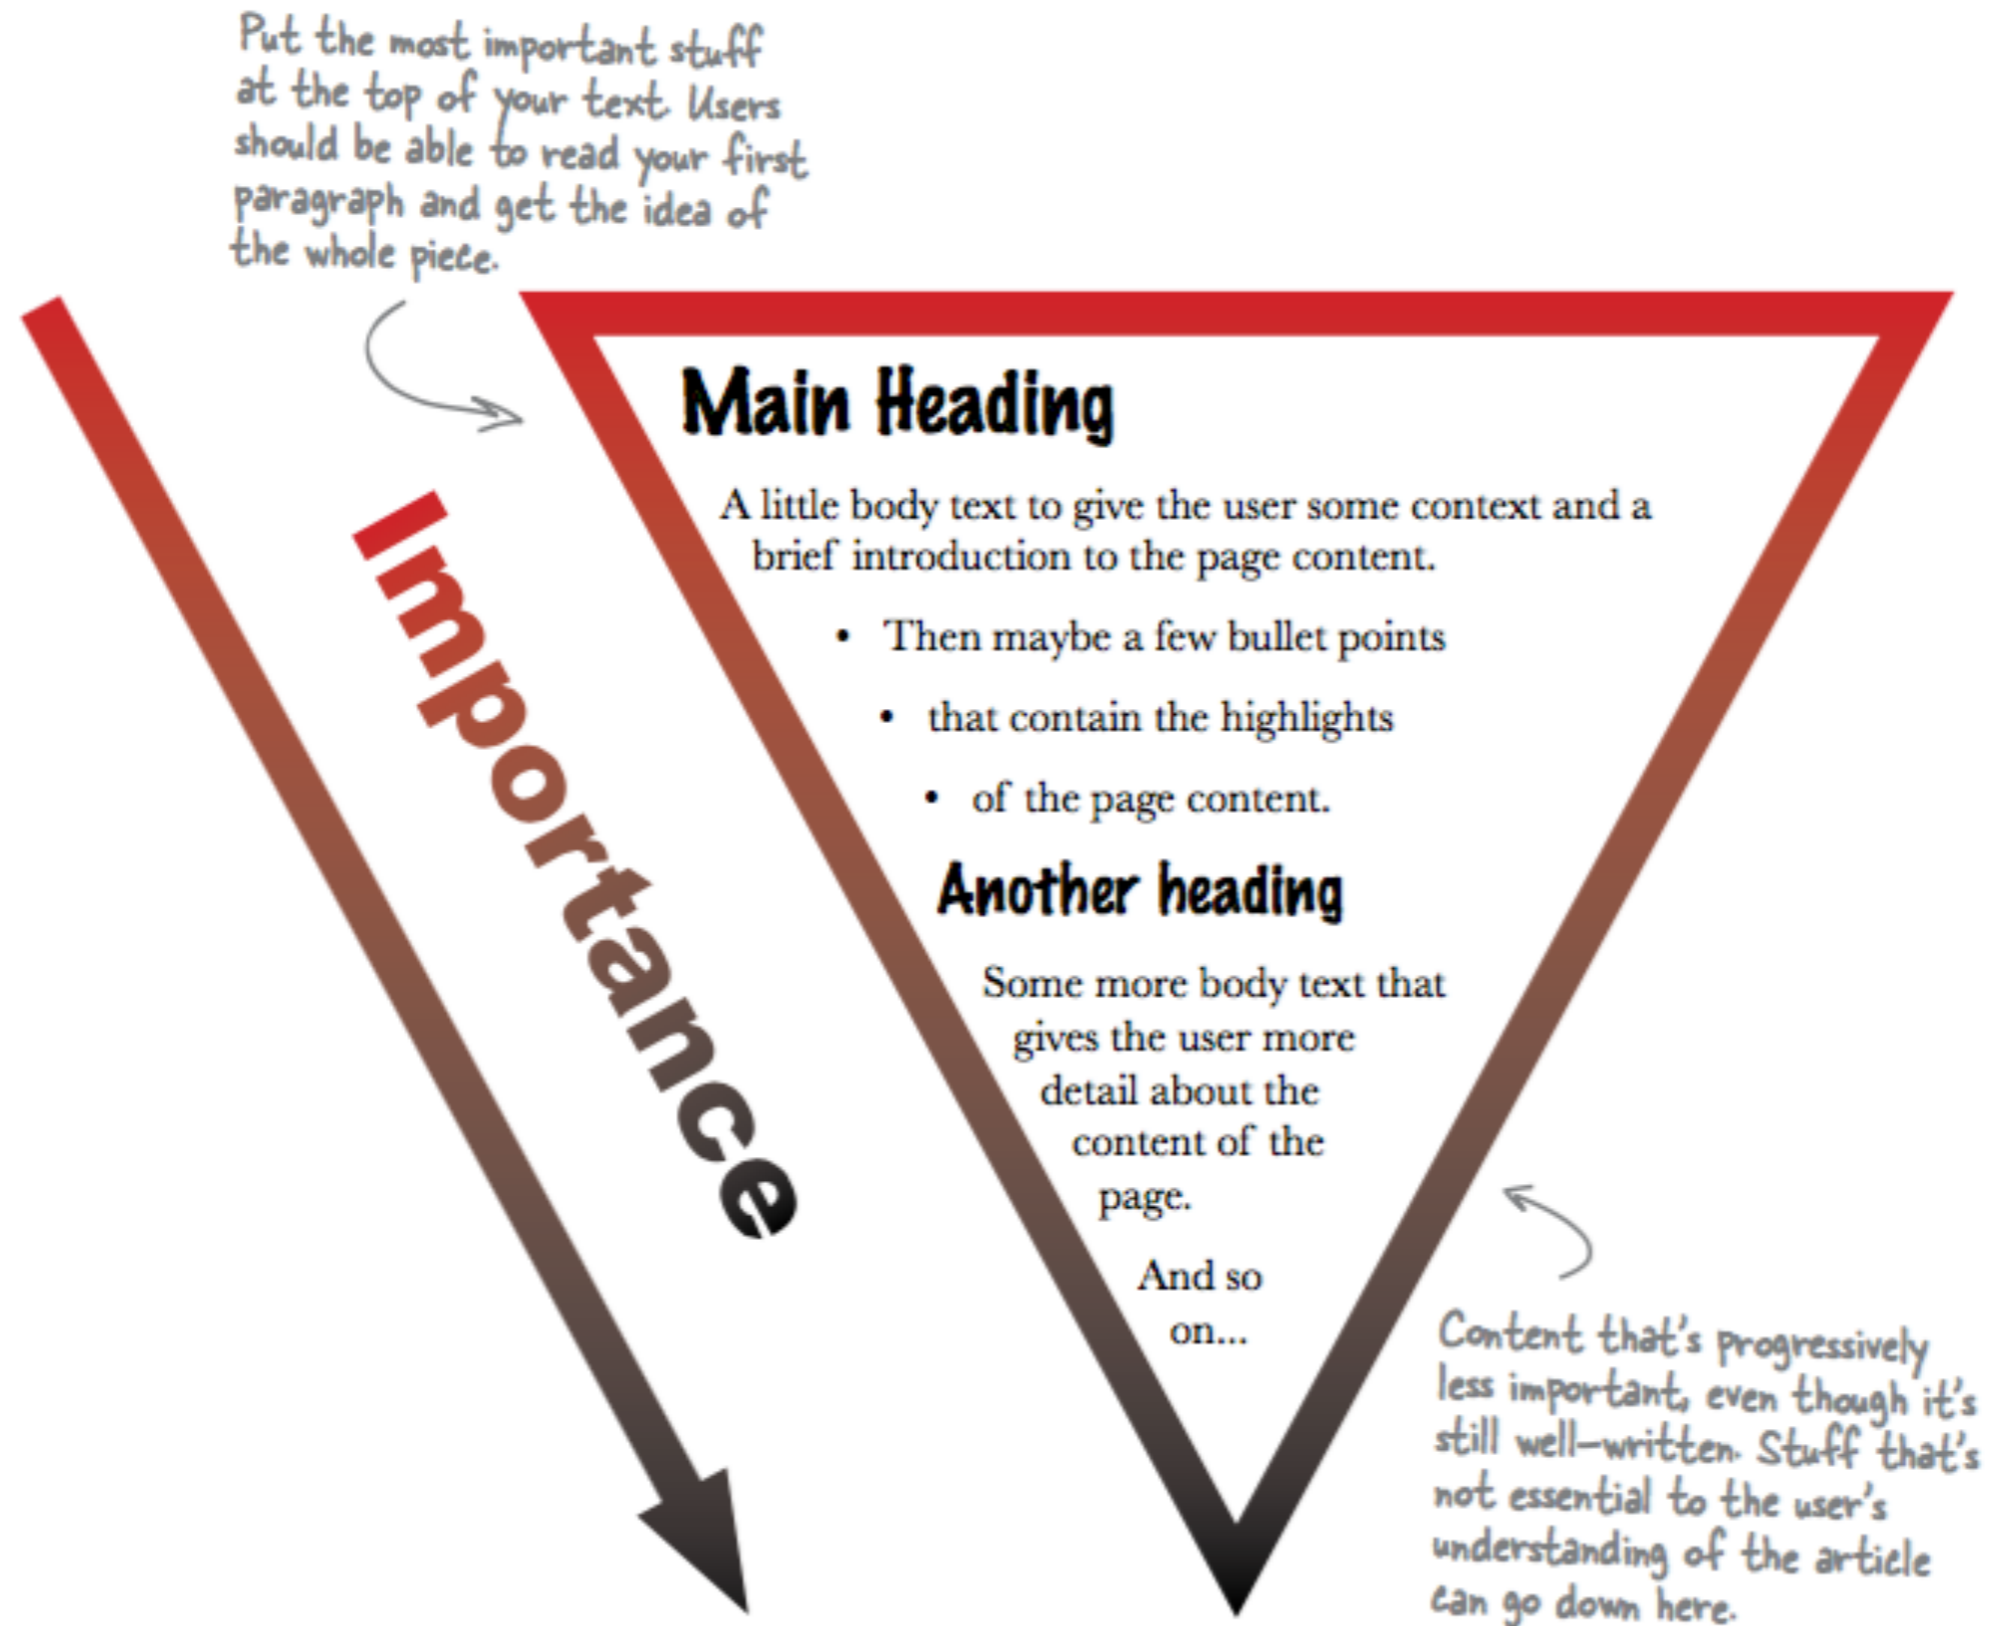 Put the most important stuff
at the top of your text. Users
should be able to read your first
paragraph and get the idea of
the whole piece.
Importance
Main Heading
A little body text to give the user some context and a
brief introduction to the page content.
• Then maybe a few bullet points
• that contain the highlights
• of the page content.
Another heading
Some more body text that
gives the user more
detail about the
content of the
page.
And so
on...
Content that's progressively
less important, even though it's
still well-written. Stuff that's
not essential to the user's
understanding of the article
can go down here.